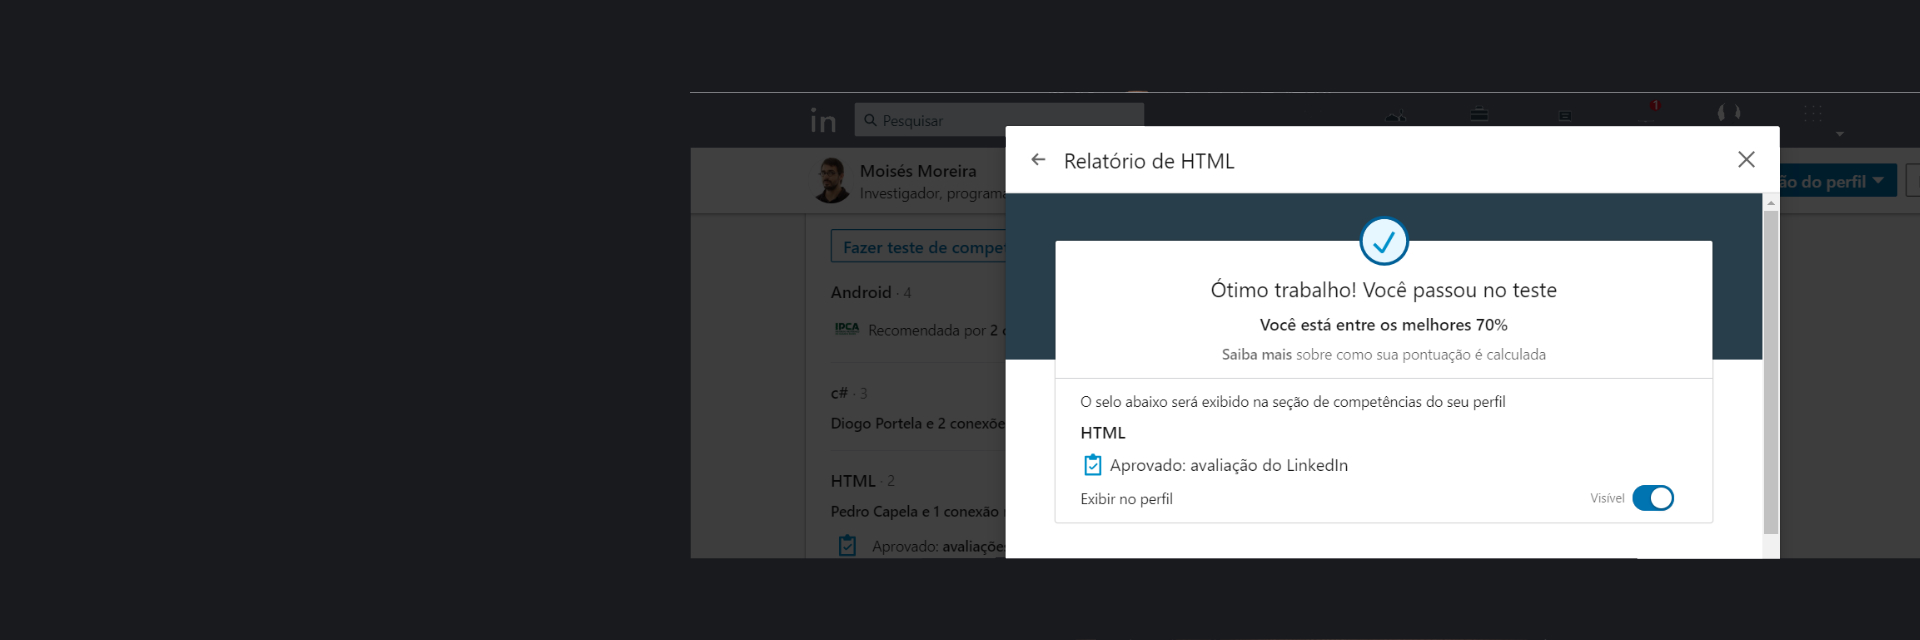 in
Pesquisar
1
Moisés Moreira
Investigador, programa
ão do perfil
Fazer teste de compet
Android · 4
IPCA
Recomendada por 2
c# · 3
Diogo Portela e 2 conexõe
HTML · 2
Pedro Capela e 1 conexão
Aprovado: avaliaçõe
Relatório de HTML
Ótimo trabalho! Você passou no teste
Você está entre os melhores 70%
Saiba mais sobre como sua pontuação é calculada
O selo abaixo será exibido na seção de competências do seu perfil
HTML
Aprovado: avaliação do LinkedIn
Exibir no perfil
Visível